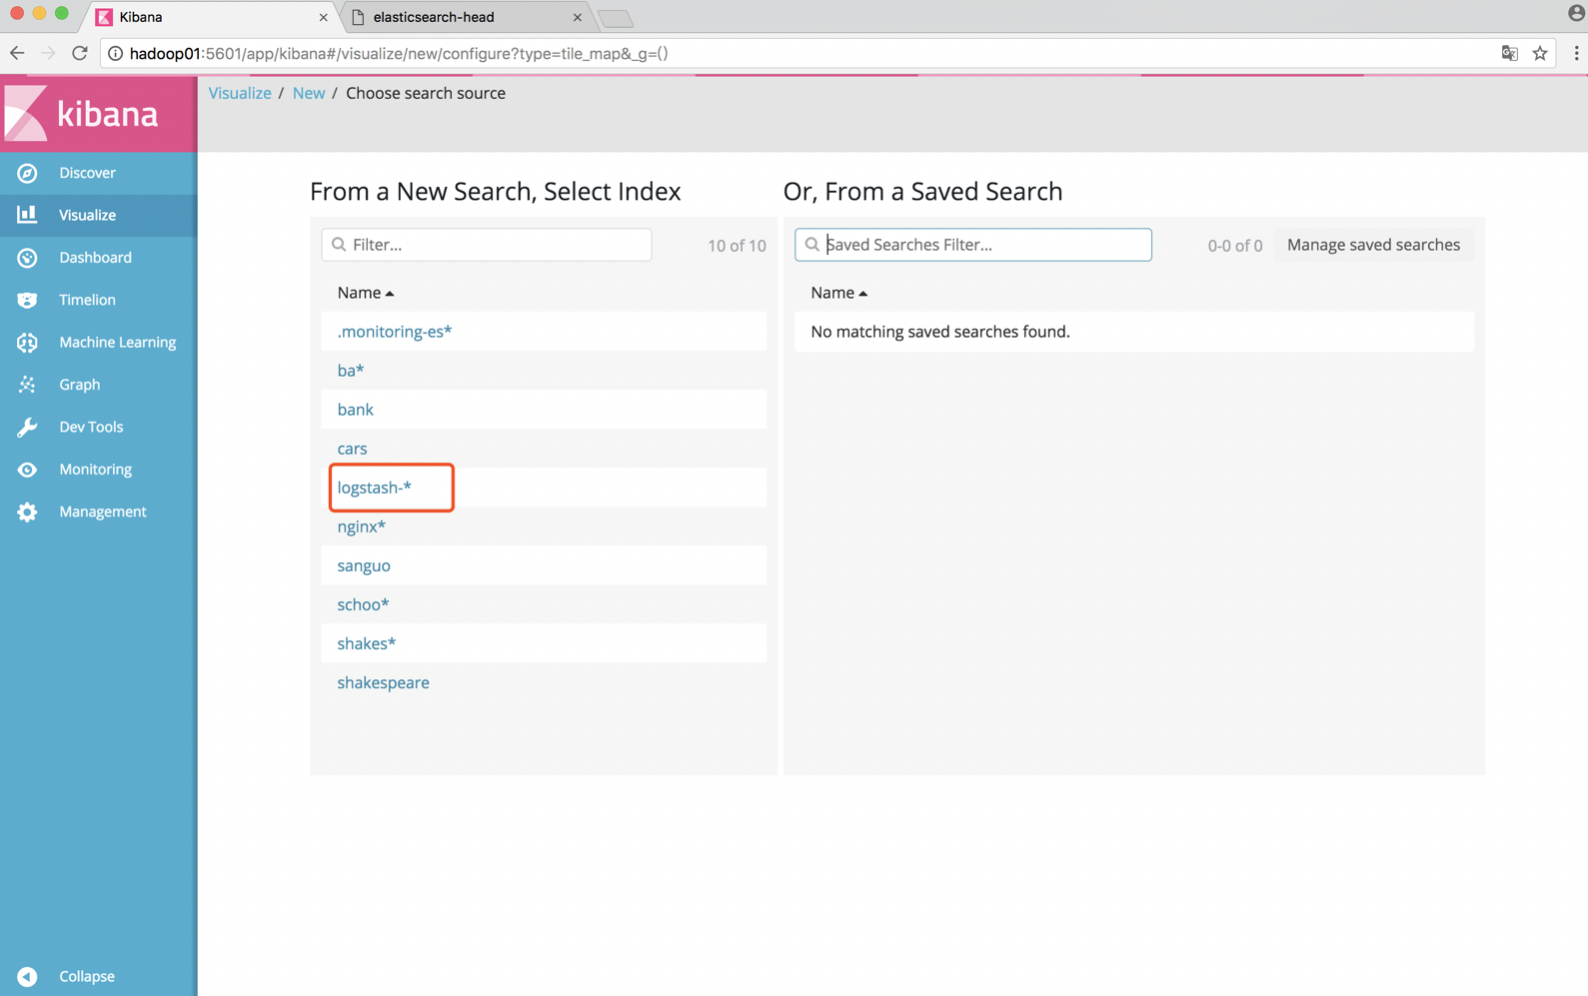 Kibana
elasticsearch-head
hadoop01:5601/app/kibana#/visualize/new/configure?type=tile_map&_g=()
kibana
Visualize / New / Choose search source
Discover
Visualize
Dashboard
Timelion
Machine Learning
Graph
Dev Tools
Monitoring
Management
Collapse
From a New Search, Select Index
Filter...
10 of 10
Name
.monitoring-es*
ba*
bank
cars
logstash-*
nginx*
sanguo
schoo*
shakes*
shakespeare
Or, From a Saved Search
Saved Searches Filter...
0-0 of 0
Manage saved searches
Name
No matching saved searches found.